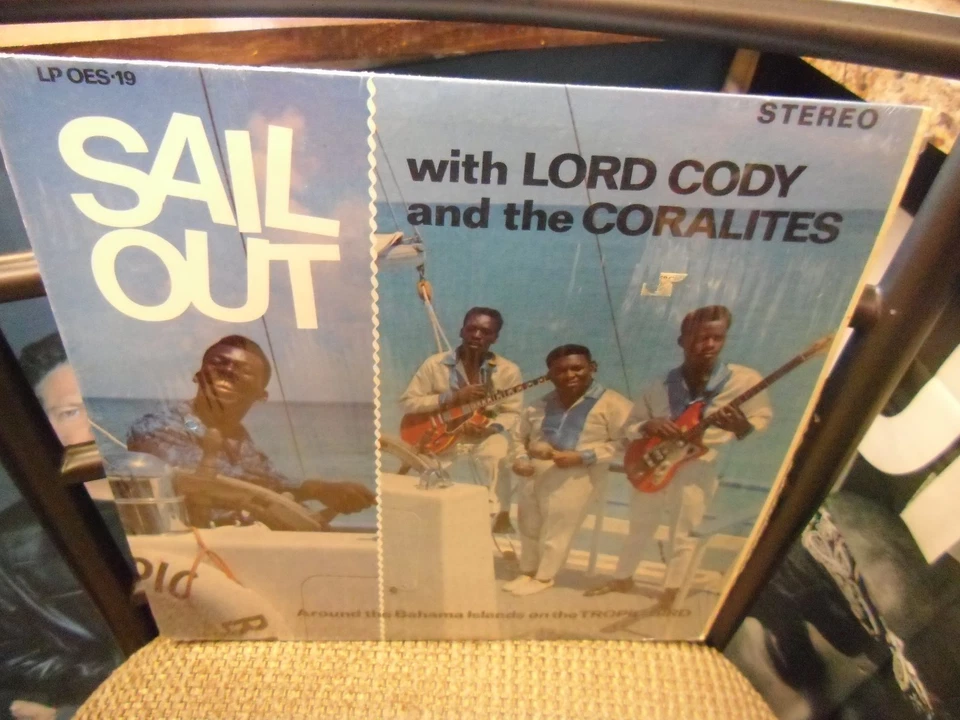 LP OES·19
STEREO
SAIL
OUT
with LORD CODY
and the CORALITES
Around the Bahama Islands on the